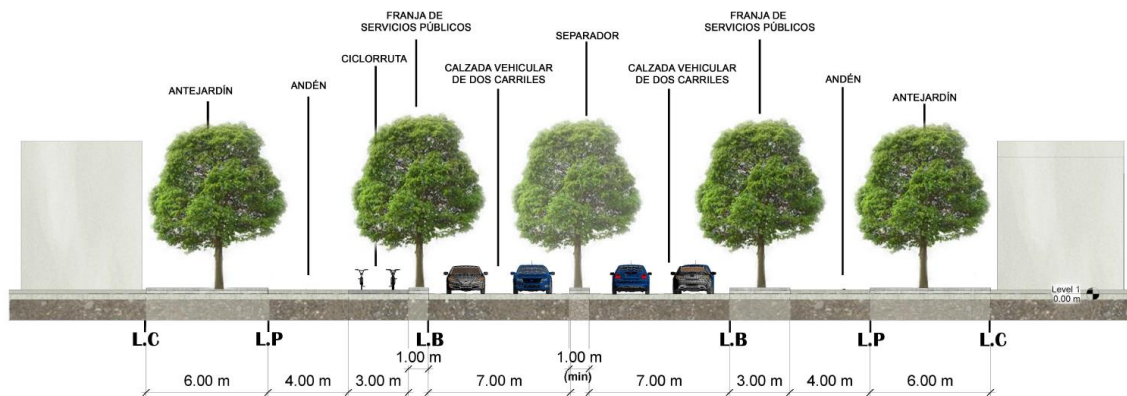 FRANJA DE
SERVICIOS PÚBLICOS
FRANJA DE
SERVICIOS PÚBLICOS
SEPARADOR
CICLORRUTA
CALZADA VEHICULAR
DE DOS CARRILES
CALZADA VEHICULAR
DE DOS CARRILES
ANTEJARDÍN
ANDÉN
ANDÉN
ANTEJARDÍN
Level 1
0.00 m
L.C
L.P
L.B
L.B
L.P
L.C
1.00 m
1.00 m
(min)
6.00 m
4.00 m
3.00 m
7.00 m
7.00 m
3.00 m
4.00 m
6.00 m